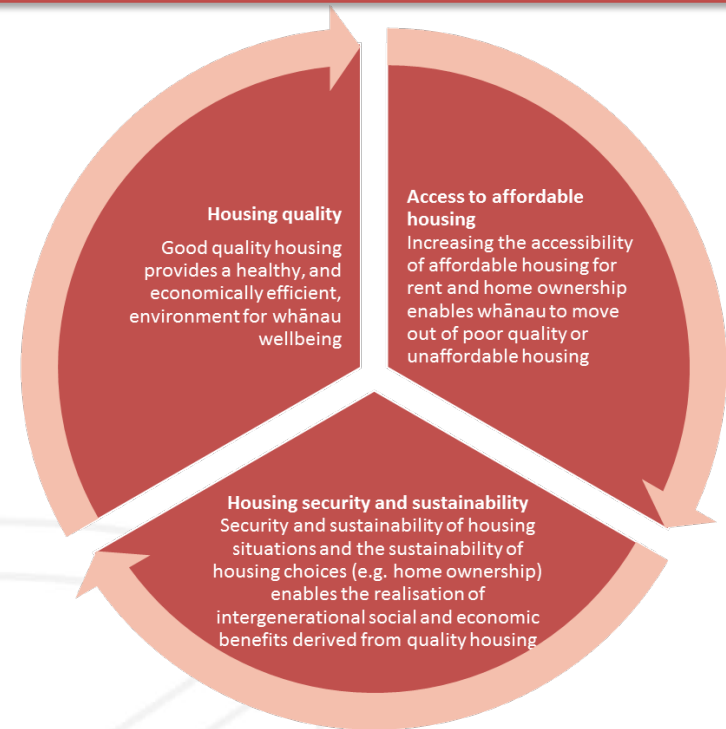 Housing quality
Good quality housing
provides a healthy, and
economically efficient,
environment for whānau
wellbeing
Access to affordable
housing
Increasing the accessibility
of affordable housing for
rent and home ownership
enables whānau to move
out of poor quality or
unaffordable housing
Housing security and sustainability
Security and sustainability of housing
situations and the sustainability of
housing choices (e.g. home ownership)
enables the realisation of
intergenerational social and economic
benefits derived from quality housing